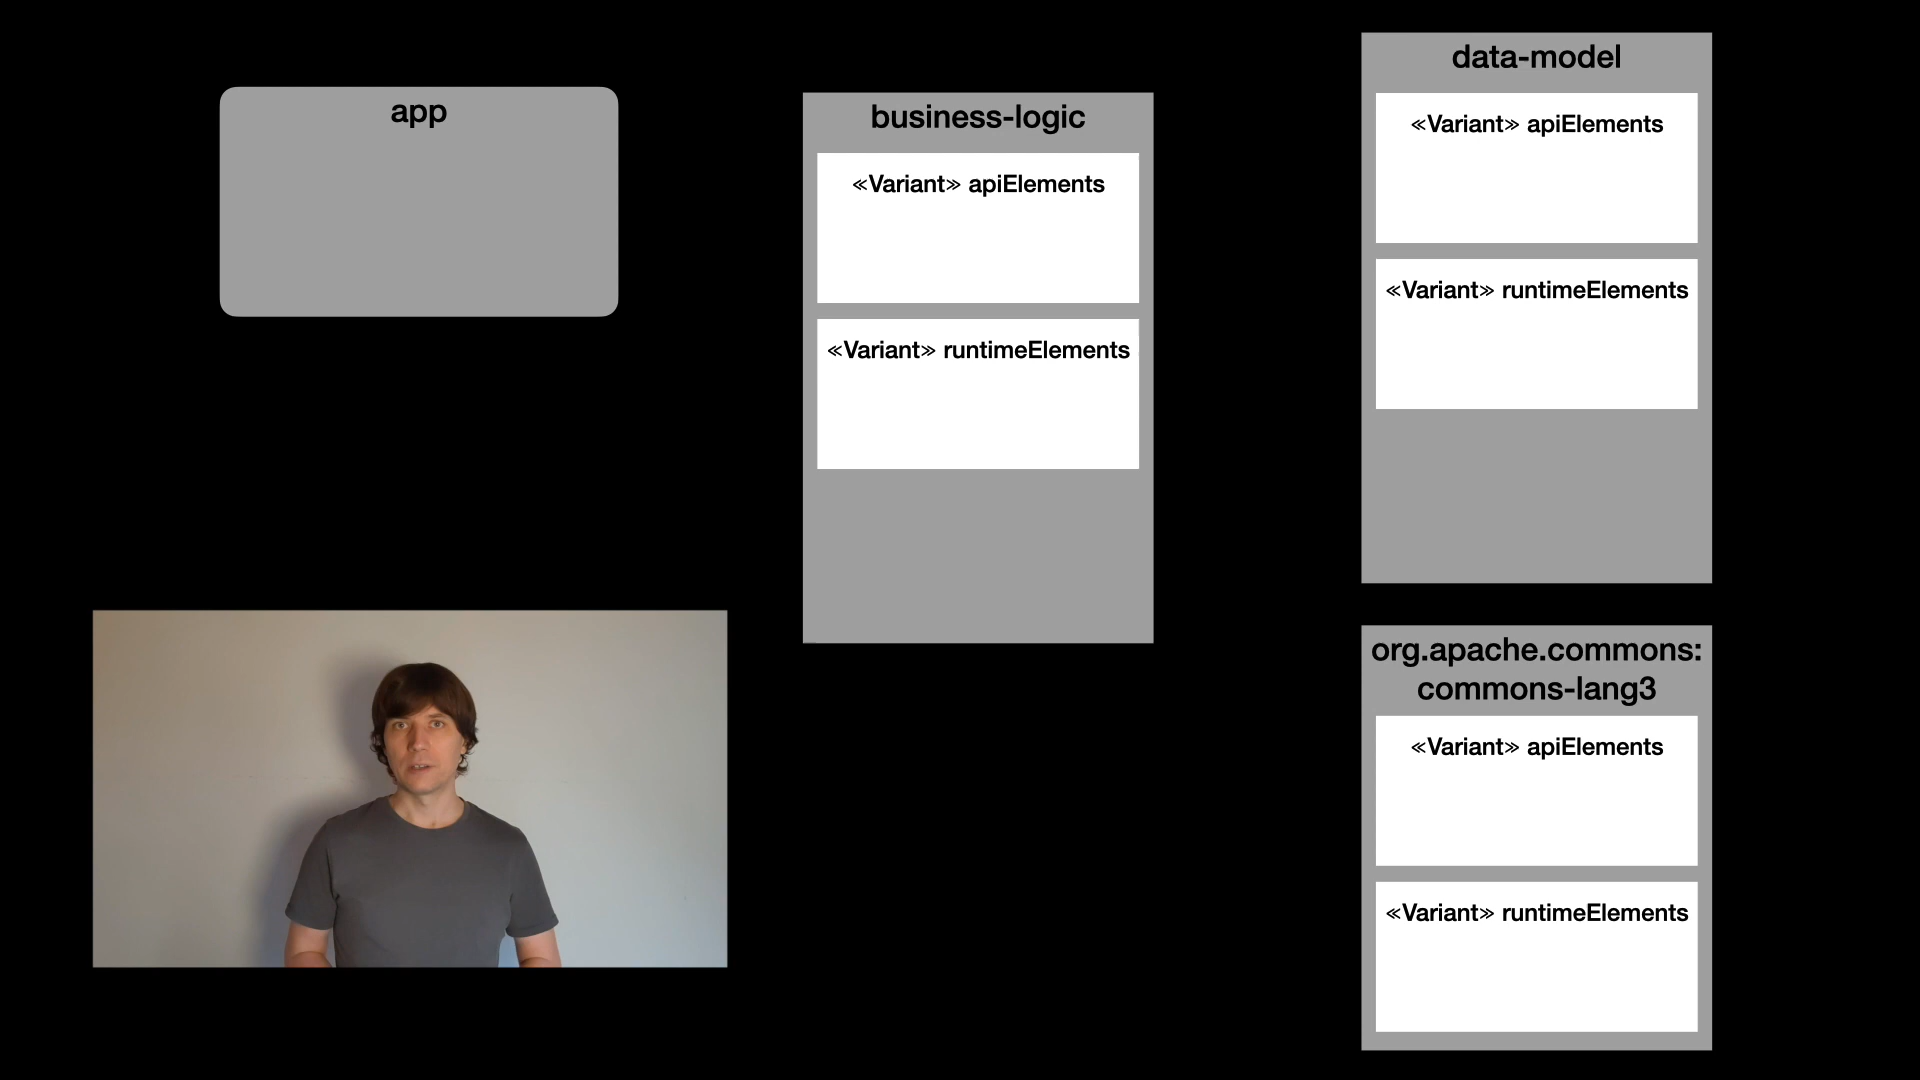 app
business-logic
≪Variant≫ apiElements
≪Variant≫ runtimeElements
data-model
≪Variant≫ apiElements
≪Variant≫ runtimeElements
org.apache.commons:
commons-lang3
≪Variant≫ apiElements
≪Variant≫ runtimeElements